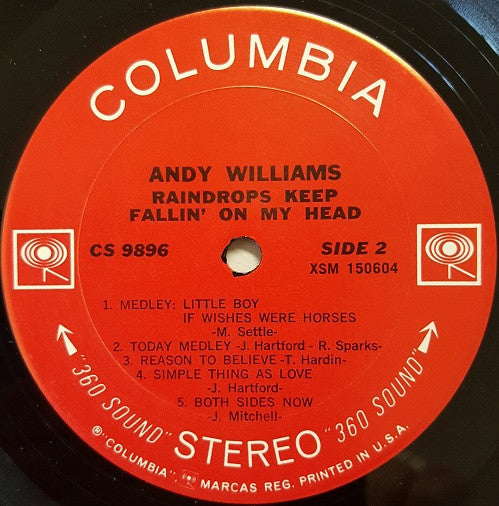 COLUMBIA
ANDY WILLIAMS
RAINDROPS KEEP
FALLIN' ON MY HEAD
CS 9896
SIDE 2
XSM 150604
1. MEDLEY: LITTLE BOY
IF WISHES WERE HORSES
-M. Settle-
2. TODAY MEDLEY -J. HARTFORD - R. Sparks-
3. REASON TO BELIEVE -T. Hardin-
4. SIMPLE THING AS LOVE
-J. Hartford-
5. BOTH SIDES NOW
-J. Mitchell-
"360 SOUND" STEREO "360 SOUND"
® "COLUMBIA", MARCAS REG. PRINTED IN U.S.A.